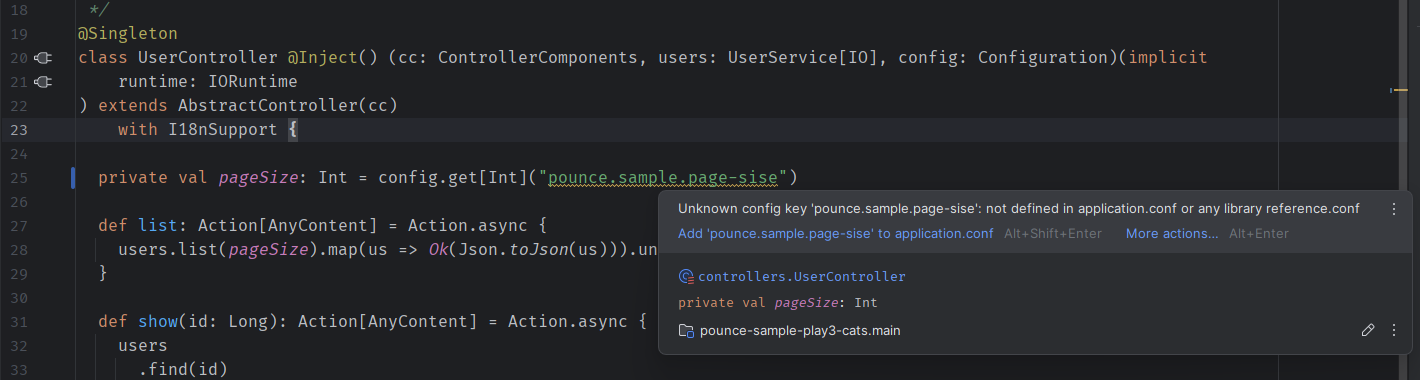 18 */
19 @Singleton
20 class UserController @Inject() (cc: ControllerComponents, users: UserService[IO], config: Configuration)(implicit
21 runtime: IORuntime
22 ) extends AbstractController(cc)
23 with I18nSupport {
24
25 private val pageSize: Int = config.get[Int]("pounce.sample.page-sise")
26
Unknown config key 'pounce.sample.page-sise': not defined in application.conf or any library reference.conf
27 def list: Action[AnyContent] = Action.async {
Add 'pounce.sample.page-sise' to application.conf Alt+Shift+Enter More actions... Alt+Enter
28 users.list(pageSize).map(us => Ok(Json.toJson(us))).un
29 }
controllers.UserController
30
private val pageSize: Int
31 def show(id: Long): Action[AnyContent] = Action.async {
pounce-sample-play3-cats.main
32 users
33 .find(id)